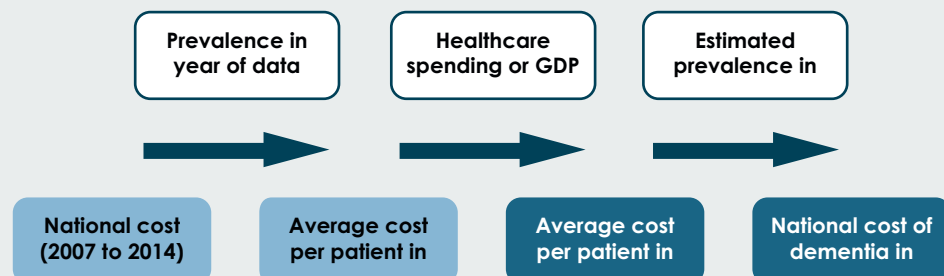 Prevalence in
year of data
Healthcare
spending or GDP
Estimated
prevalence in
National cost
(2007 to 2014)
Average cost
per patient in
Average cost
per patient in
National cost of
dementia in